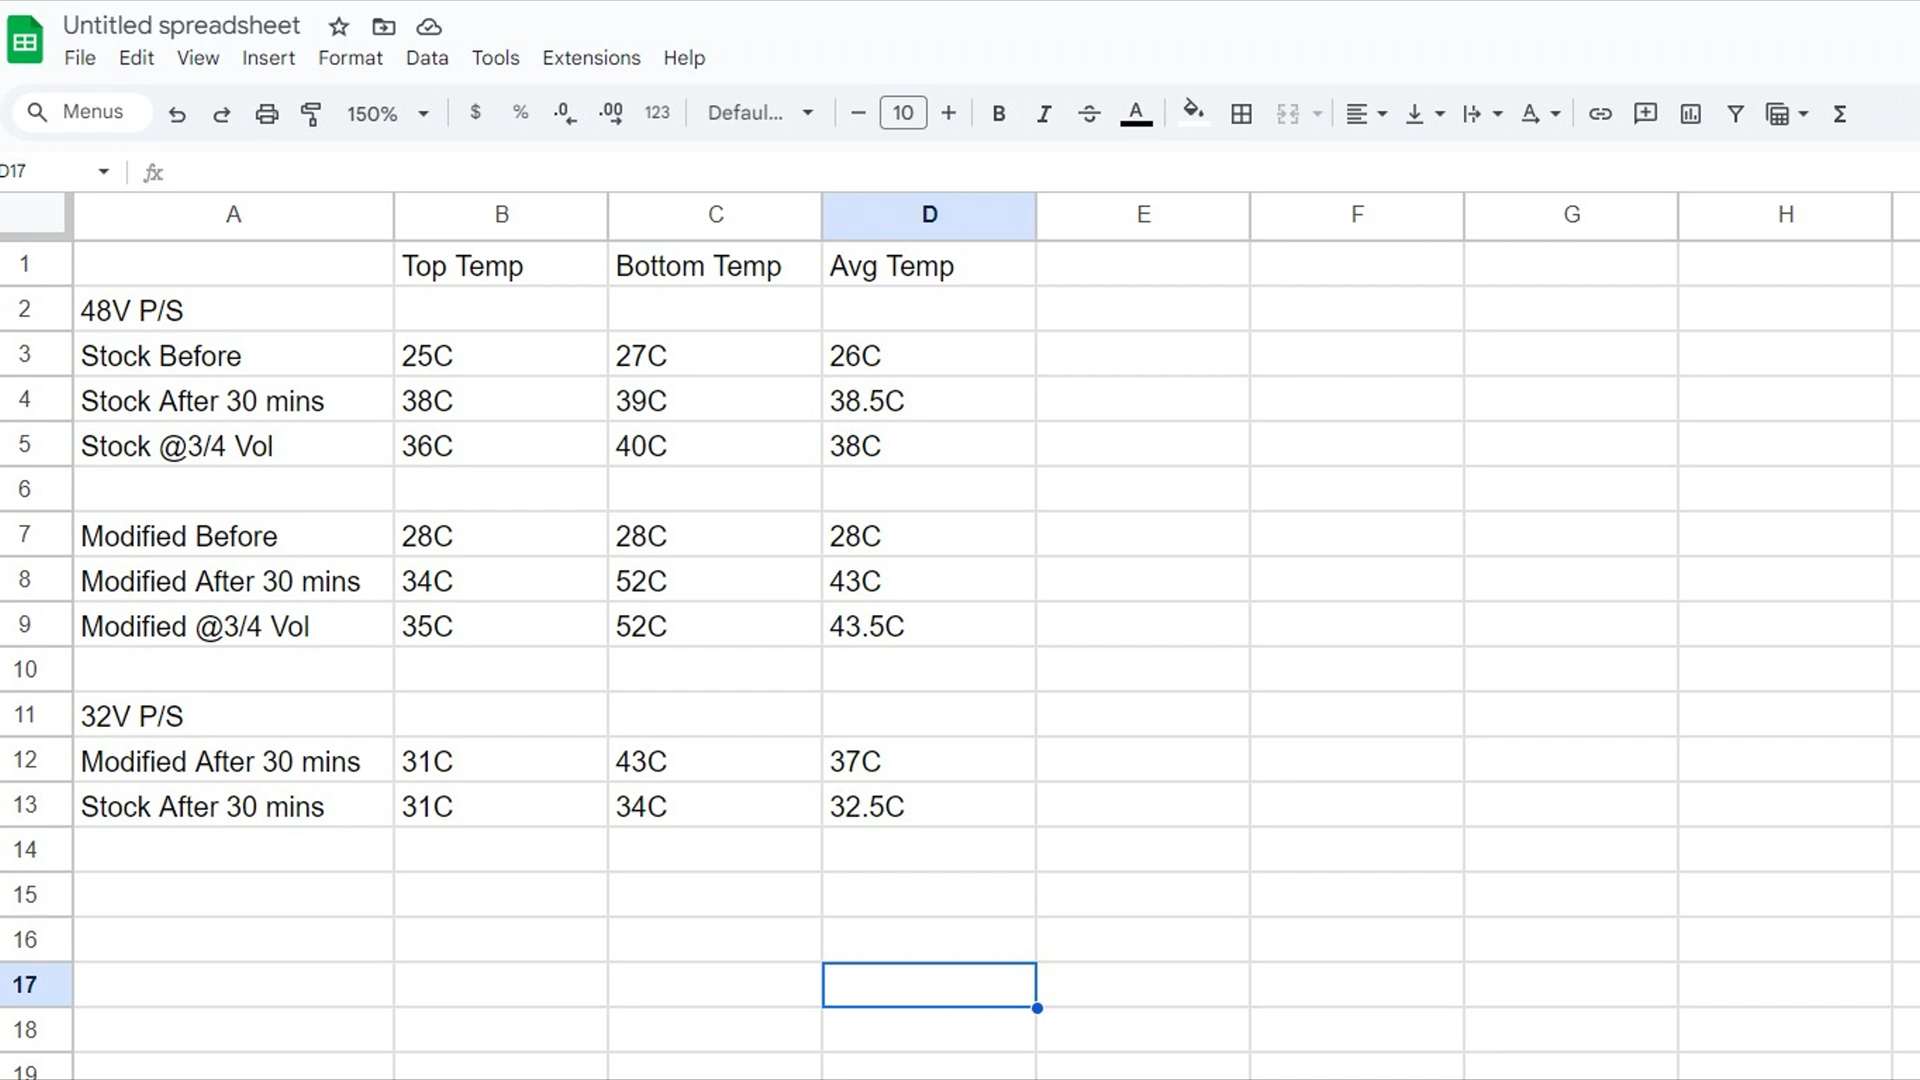 Untitled spreadsheet
File Edit View Insert Format Data Tools Extensions Help
Menus 150% $ % .0 .00 123 Defaul... 10 B I A A Σ
D17 fx
A B C D E F G H
1 Top Temp Bottom Temp Avg Temp
2 48V P/S
3 Stock Before 25C 27C 26C
4 Stock After 30 mins 38C 39C 38.5C
5 Stock @3/4 Vol 36C 40C 38C
6
7 Modified Before 28C 28C 28C
8 Modified After 30 mins 34C 52C 43C
9 Modified @3/4 Vol 35C 52C 43.5C
10
11 32V P/S
12 Modified After 30 mins 31C 43C 37C
13 Stock After 30 mins 31C 34C 32.5C
14
15
16
17
18
19